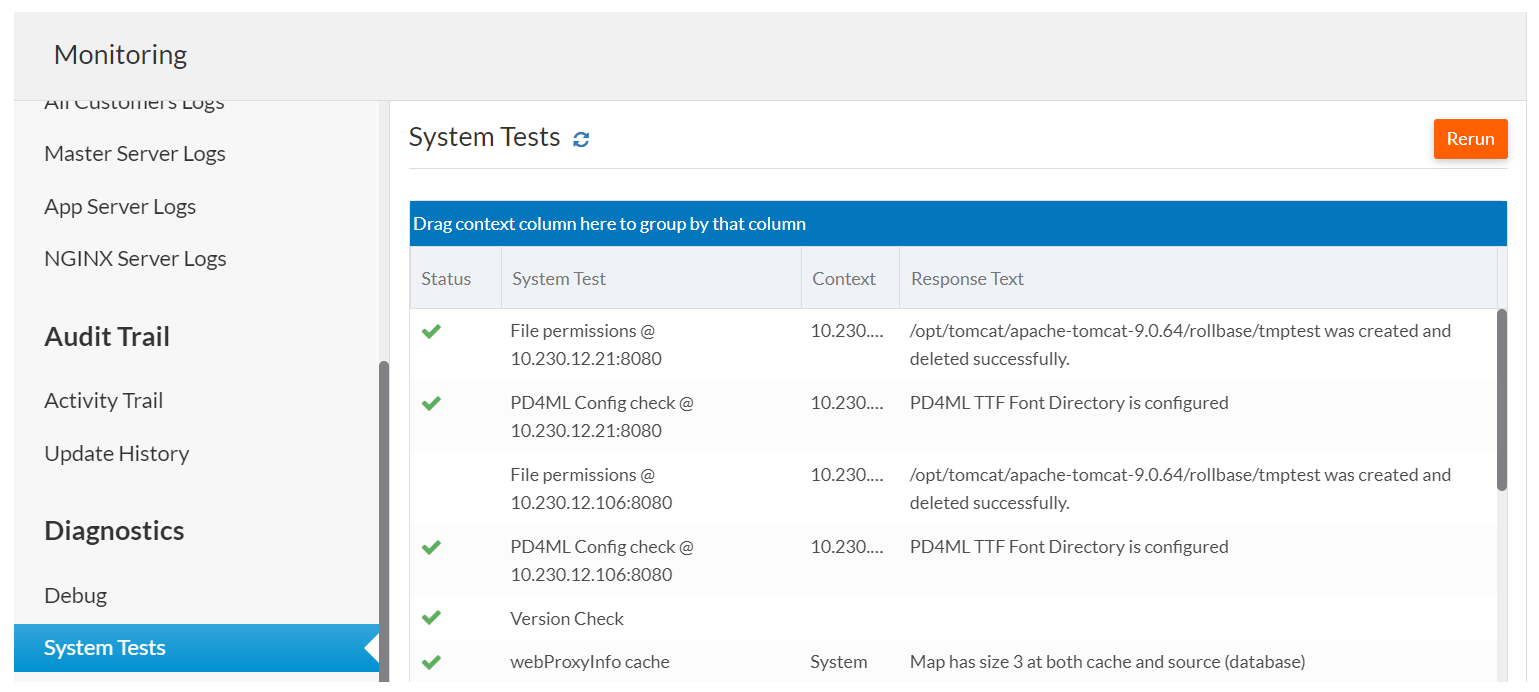 Monitoring
All Customers Logs
Master Server Logs
App Server Logs
NGINX Server Logs
Audit Trail
Activity Trail
Update History
Diagnostics
Debug
System Tests
System Tests
Rerun
Drag context column here to group by that column
Status System Test Context Response Text
File permissions @ 10.230.... /opt/tomcat/apache-tomcat-9.0.64/rollbase/tmptest was created and
10.230.12.21:8080 deleted successfully.
PD4ML Config check @ 10.230.... PD4ML TTF Font Directory is configured
10.230.12.21:8080
File permissions @ 10.230.... /opt/tomcat/apache-tomcat-9.0.64/rollbase/tmptest was created and
10.230.12.106:8080 deleted successfully.
PD4ML Config check @ 10.230.... PD4ML TTF Font Directory is configured
10.230.12.106:8080
Version Check
webProxyInfo cache System Map has size 3 at both cache and source (database)